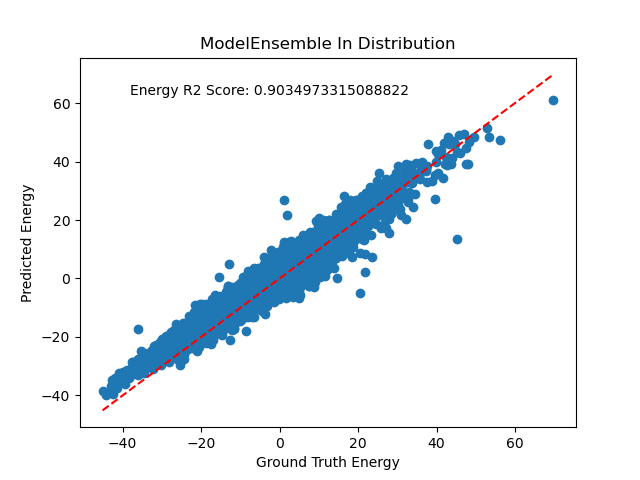 ModelEnsemble In Distribution
Energy R2 Score: 0.9034973315088822
Predicted Energy
60
40
20
0
−20
−40
−40 −20 0 20 40 60
Ground Truth Energy